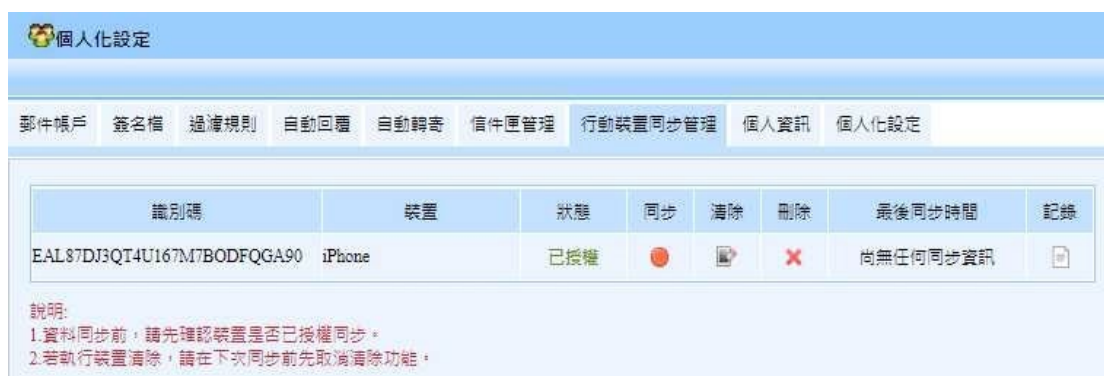 個人化設定
郵件帳戶 簽名檔 過濾規則 自動回覆 自動轉寄 信件匣管理 行動裝置同步管理 個人資訊 個人化設定
識別碼 裝置 狀態 同步 清除 刪除 最後同步時間 記錄
EAL87DJ3QT4U167M7BODFQGA90 iPhone 已授權 尚無任何同步資訊
說明:
1.資料同步前，請先確認裝置是否已授權同步。
2.若執行裝置清除，請在下次同步前先取消清除功能。